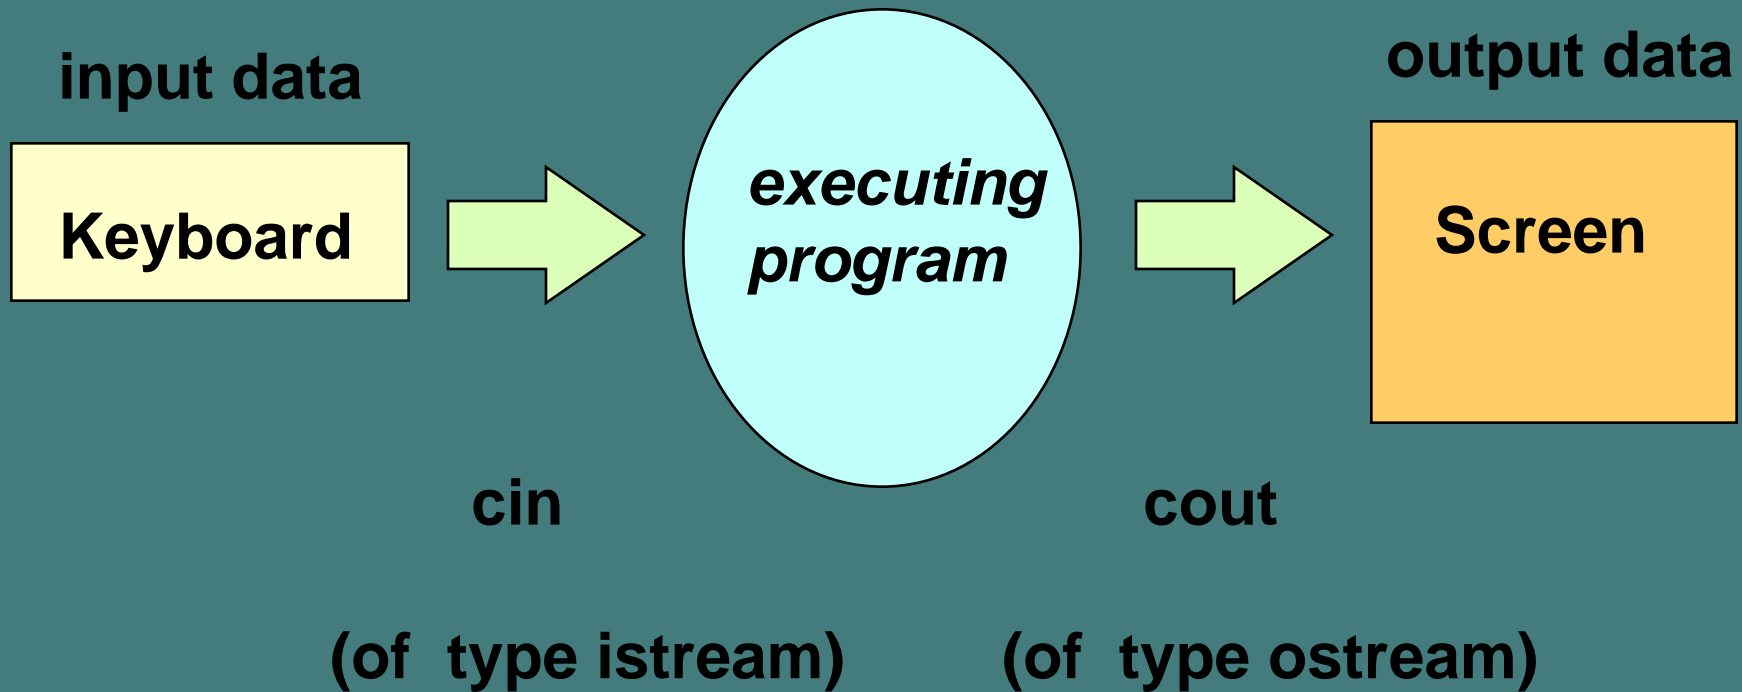 input data
Keyboard
executing
program
output data
Screen
cin
cout
(of type istream)
(of type ostream)